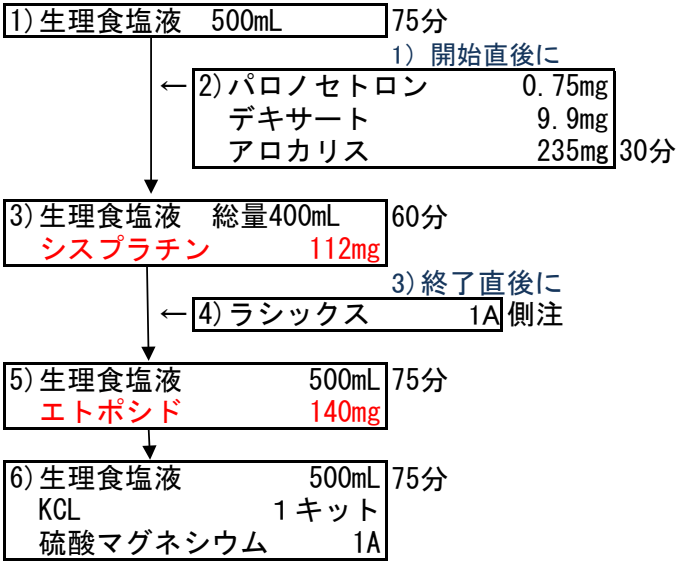 1)生理食塩液　500mL 75分
1) 開始直後に
←
2)パロノセトロン 0.75mg
デキサート 9.9mg
アロカリス 235mg 30分
3)生理食塩液　総量400mL 60分
シスプラチン 112mg
3)終了直後に
←
4)ラシックス 1A 側注
5)生理食塩液 500mL 75分
エトポシド 140mg
6)生理食塩液 500mL 75分
KCL １キット
硫酸マグネシウム 1A